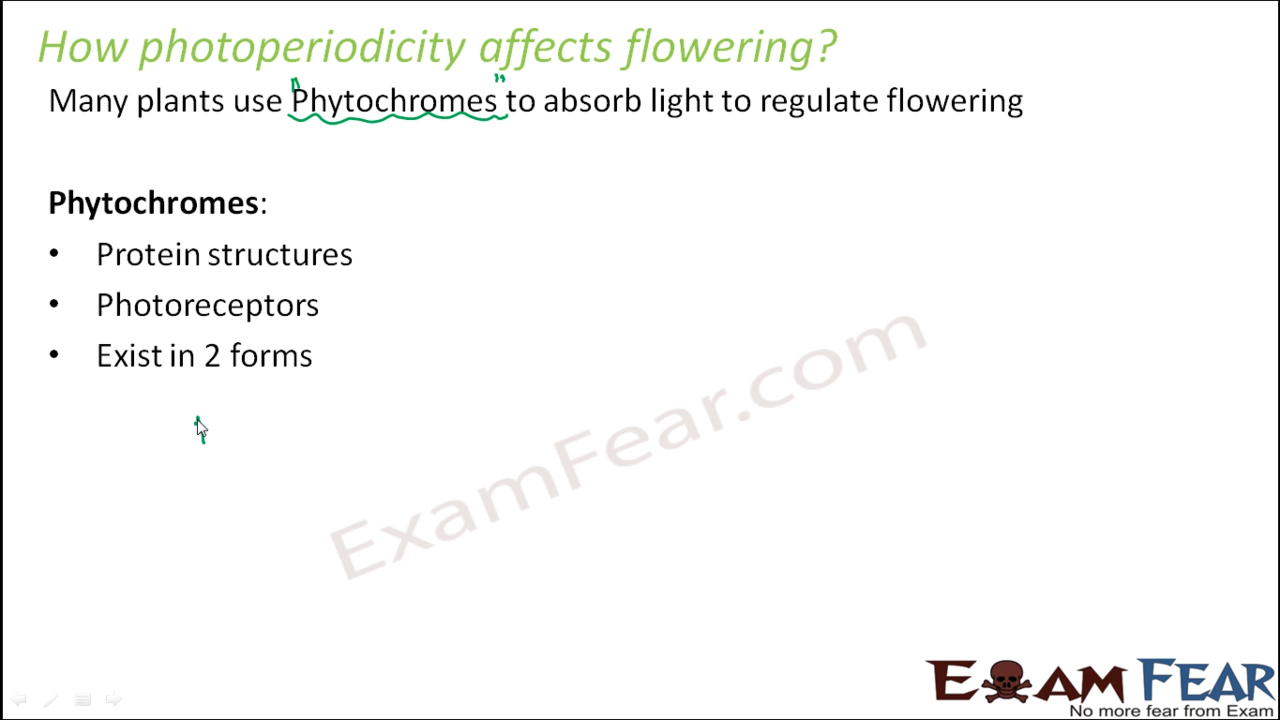 How photoperiodicity affects flowering?
Many plants use "Phytochromes" to absorb light to regulate flowering
Phytochromes:
• Protein structures
• Photoreceptors
• Exist in 2 forms
ExamFear.com
EXAM FEAR
No more fear from Exam